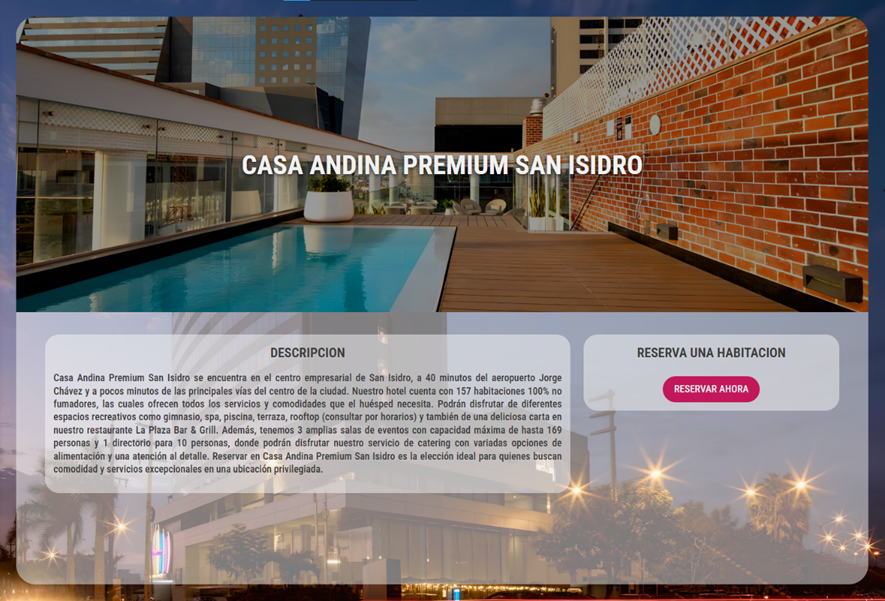 CASA ANDINA PREMIUM SAN ISIDRO
DESCRIPCION
Casa Andina Premium San Isidro se encuentra en el centro empresarial de San Isidro, a 40 minutos del aeropuerto Jorge
Chávez y a pocos minutos de las principales vías del centro de la ciudad. Nuestro hotel cuenta con 157 habitaciones 100% no
fumadores, las cuales ofrecen todos los servicios y comodidades que el huésped necesita. Podrán disfrutar de diferentes
espacios recreativos como gimnasio, spa, piscina, terraza, rooftop (consultar por horarios) y también de una deliciosa carta en
nuestro restaurante La Plaza Bar & Grill. Además, tenemos 3 amplias salas de eventos con capacidad máxima de hasta 169
personas y 1 directorio para 10 personas, donde podrán disfrutar nuestro servicio de catering con variadas opciones de
alimentación y una atención al detalle. Reservar en Casa Andina Premium San Isidro es la elección ideal para quienes buscan
comodidad y servicios excepcionales en una ubicación privilegiada.
RESERVA UNA HABITACION
RESERVAR AHORA